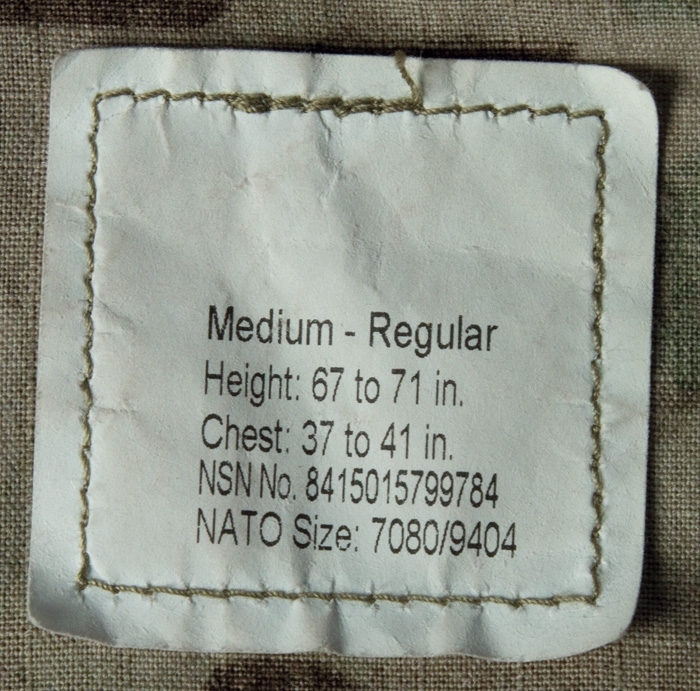 Medium - Regular
Height: 67 to 71 in.
Chest: 37 to 41 in.
NSN No. 8415015799784
NATO Size: 7080/9404